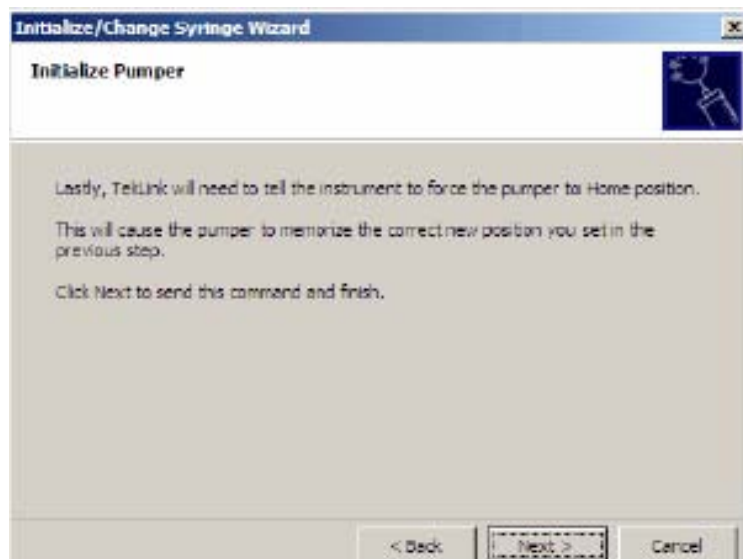 Initialize/Change Syringe Wizard
Initialize Pumper
Lastly, TekLink will need to tell the instrument to force the pumper to Home position.
This will cause the pumper to memorize the correct new position you set in the
previous step.
Click Next to send this command and finish.
< Back
Next >
Cancel